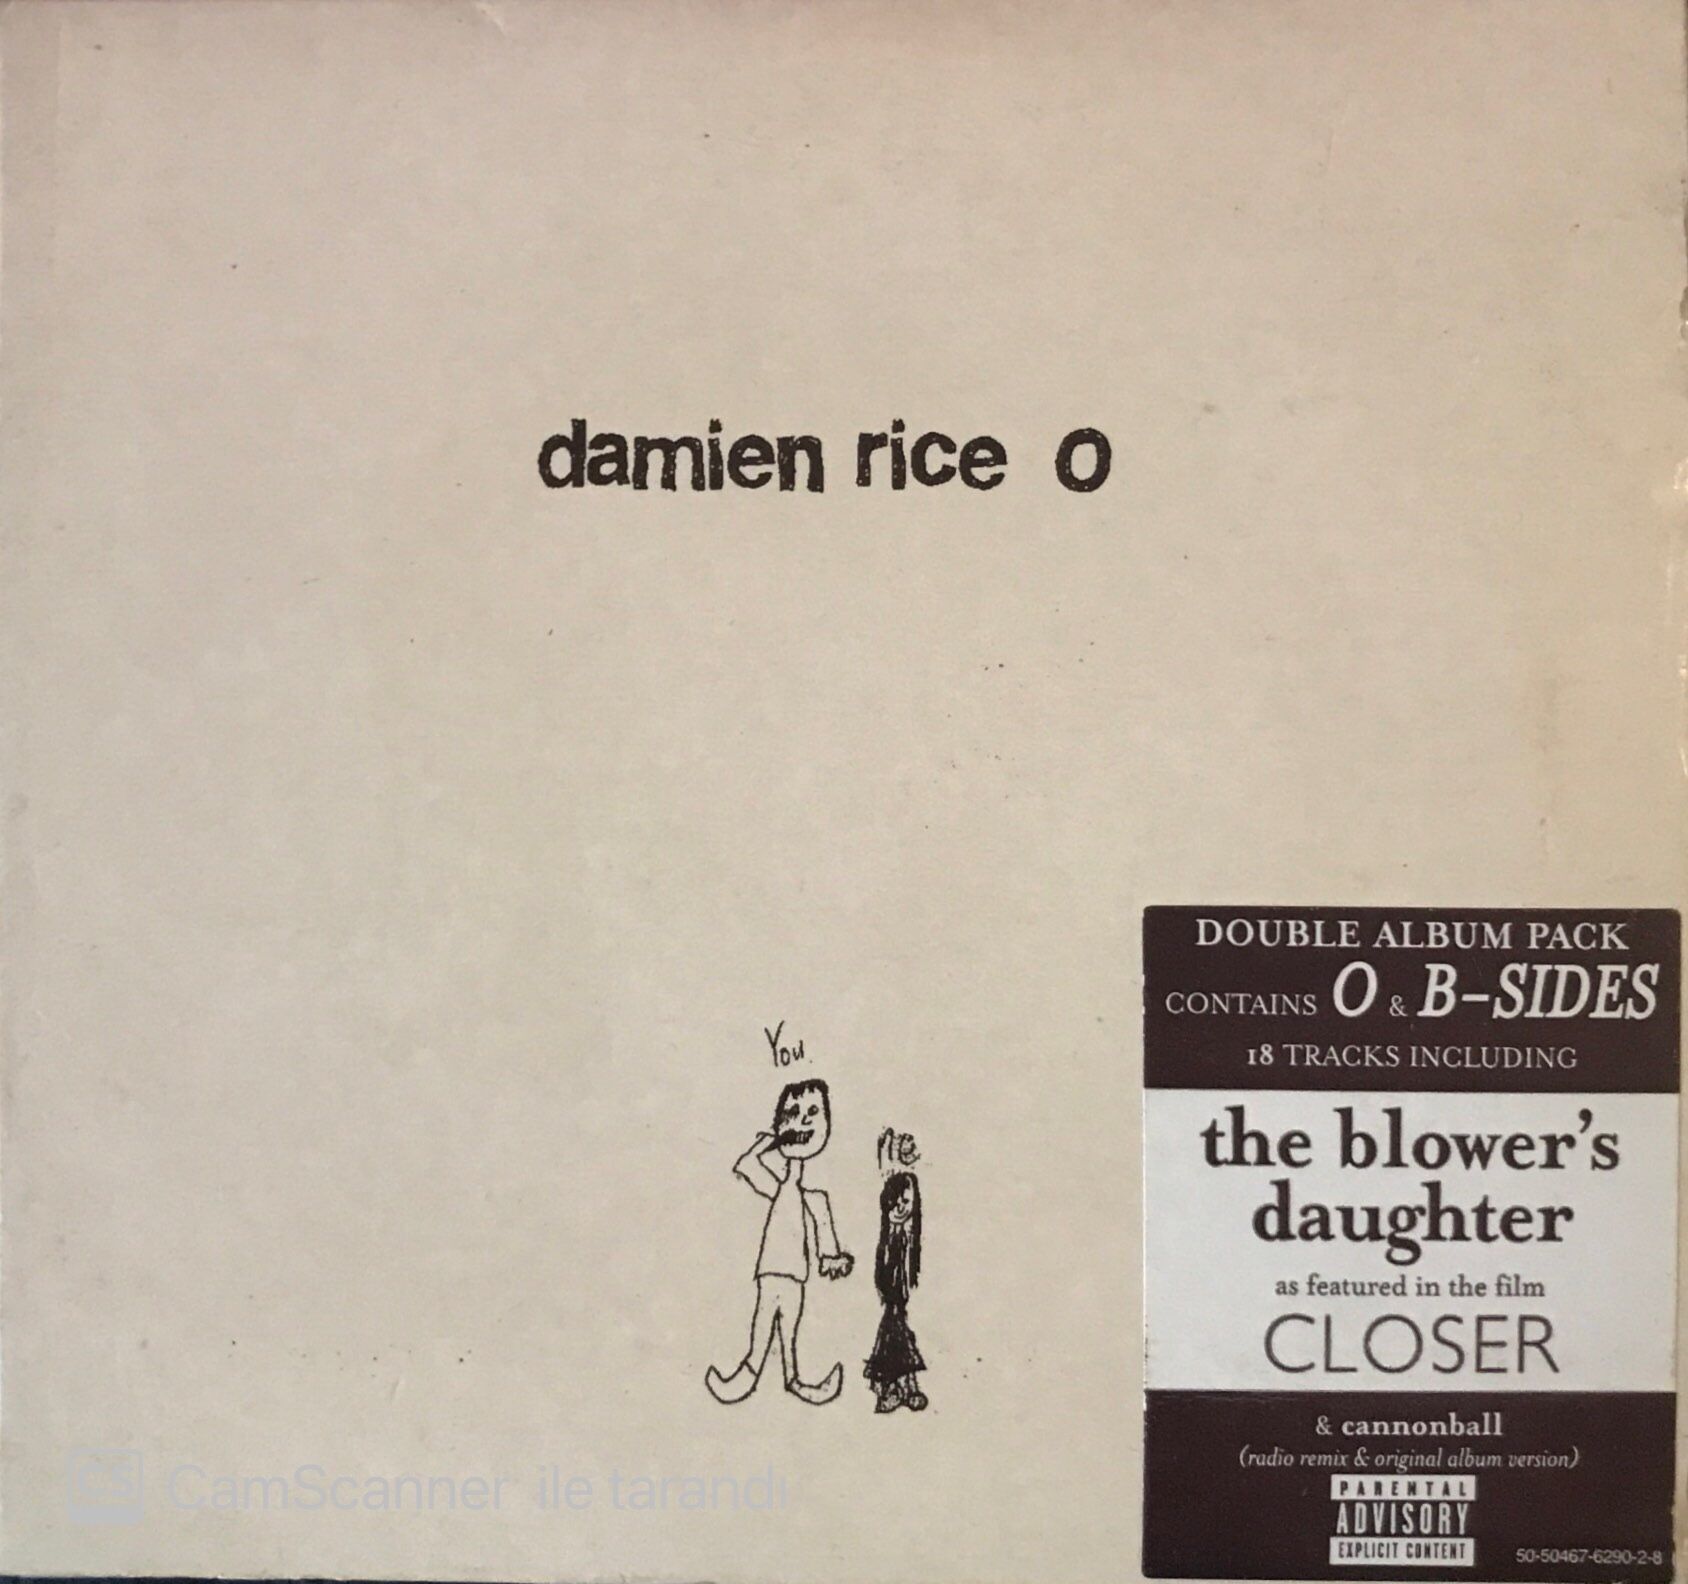 damien rice O
You
me
DOUBLE ALBUM PACK
CONTAINS O & B-SIDES
18 TRACKS INCLUDING
the blower's
daughter
as featured in the film
CLOSER
& cannonball
(radio remix & original album version)
PARENTAL
ADVISORY
EXPLICIT CONTENT
50-50467-6290-2-8
CS CamScanner ile tarandı